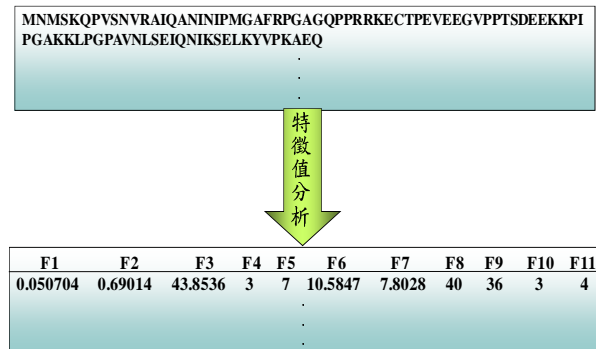 MNMSKQPVSNVRAIQANINIPMGAFRPGAGQPPRRKECTPEVEEGVPPTSDEEKKPI
PGAKKLPGPAVNLSEIQNIKSELKYVPKAEQ
.
.
.
特
徵
值
分
析
F1 F2 F3 F4 F5 F6 F7 F8 F9 F10 F11
0.050704 0.69014 43.8536 3 7 10.5847 7.8028 40 36 3 4
.
.
.